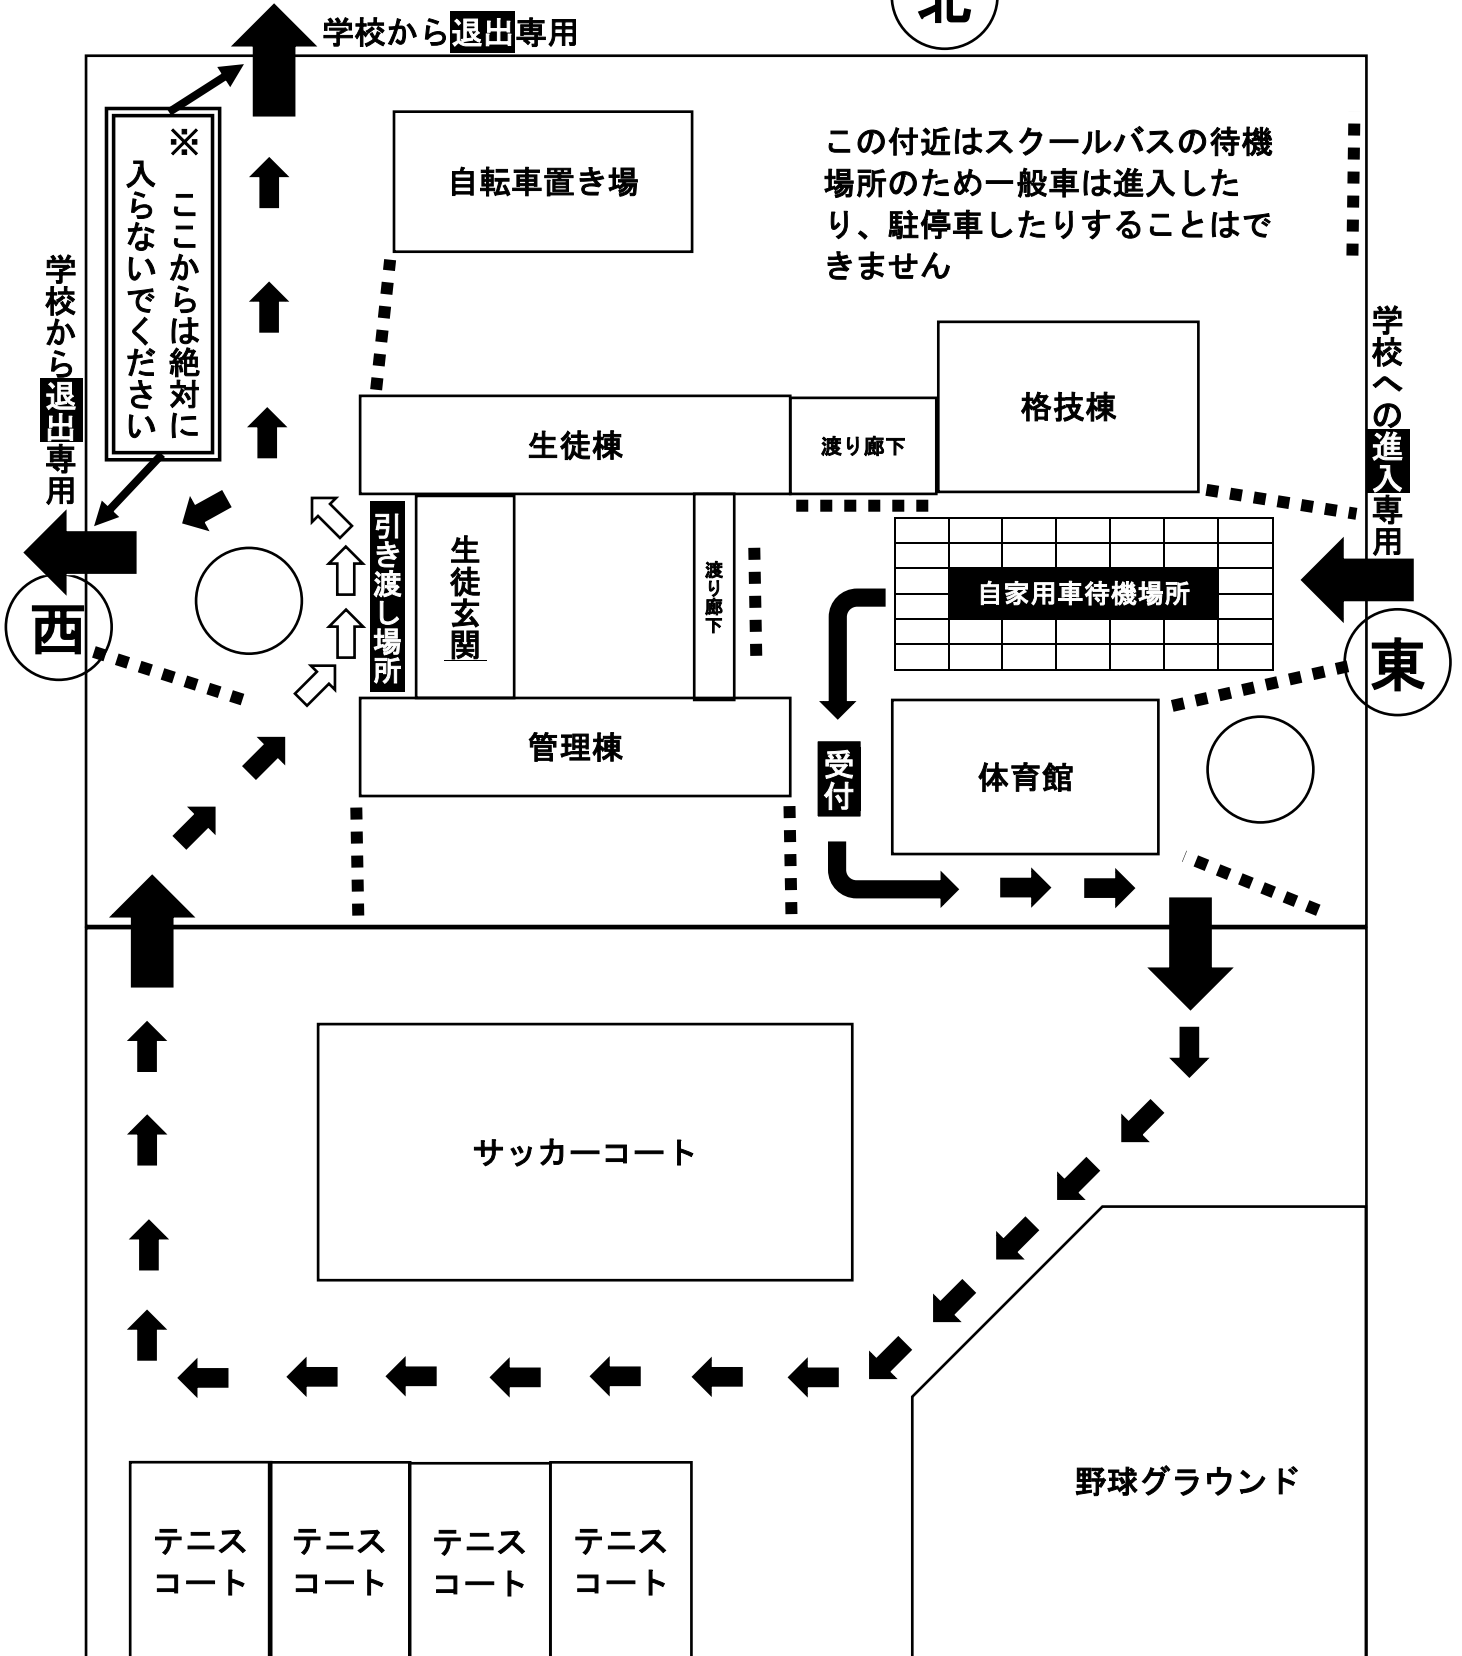 北
学校から退出専用
※　ここからは絶対に
入らないでください
自転車置き場
この付近はスクールバスの待機
場所のため一般車は進入した
り、駐停車したりすることはで
きません
学校から退出専用
学校への進入専用
格技棟
生徒棟
渡り廊下
引き渡し場所
生徒玄関
渡り廊下
自家用車待機場所
西
東
管理棟
受付
体育館
サッカーコート
野球グラウンド
テニス
コート
テニス
コート
テニス
コート
テニス
コート